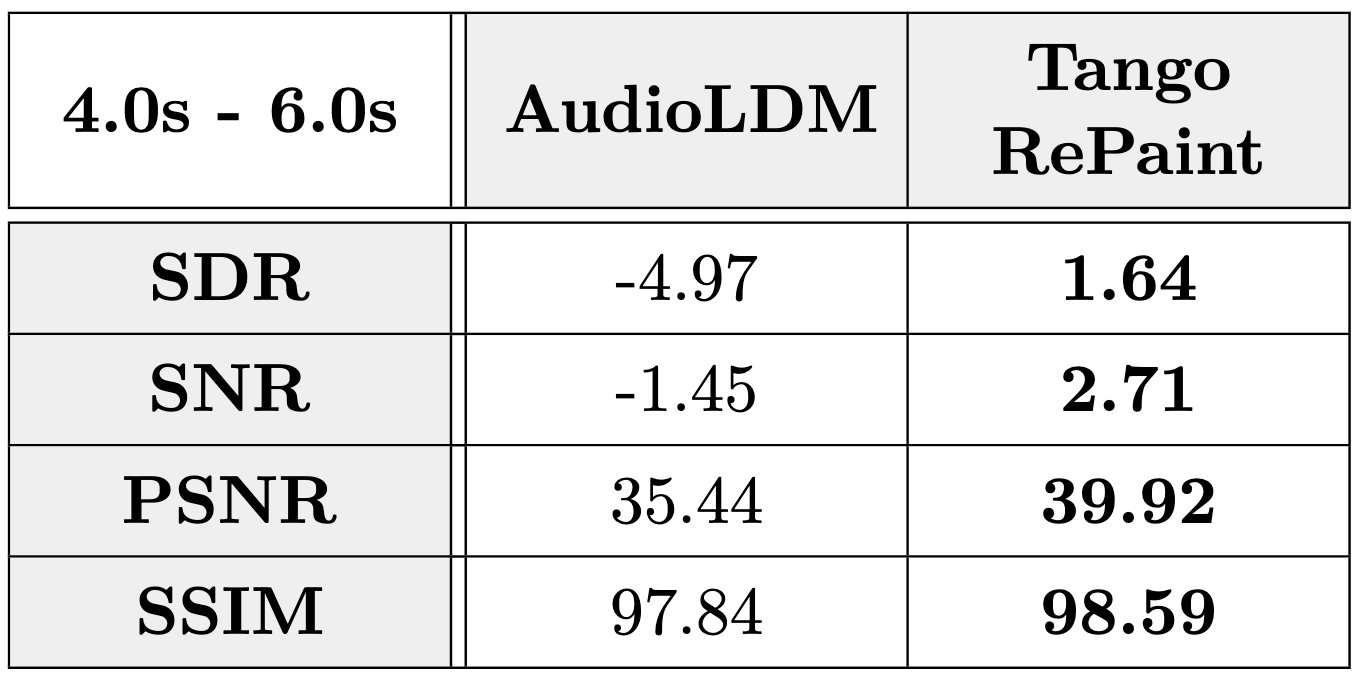 4.0s - 6.0s AudioLDM Tango
RePaint
SDR -4.97 1.64
SNR -1.45 2.71
PSNR 35.44 39.92
SSIM 97.84 98.59